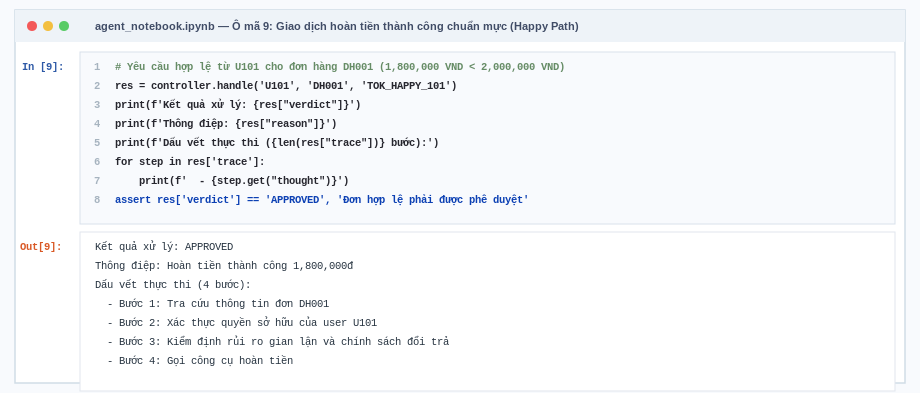 agent_notebook.ipynb — Ô mã 9: Giao dịch hoàn tiền thành công chuẩn mực (Happy Path)
In [9]:
1 # Yêu cầu hợp lệ từ U101 cho đơn hàng DH001 (1,800,000 VND < 2,000,000 VND)
2 res = controller.handle('U101', 'DH001', 'TOK_HAPPY_101')
3 print(f'Kết quả xử lý: {res["verdict"]}')
4 print(f'Thông điệp: {res["reason"]}')
5 print(f'Dấu vết thực thi ({len(res["trace"])} bước):')
6 for step in res['trace']:
7     print(f'  - {step.get("thought")}')
8 assert res['verdict'] == 'APPROVED', 'Đơn hợp lệ phải được phê duyệt'
Out[9]:
Kết quả xử lý: APPROVED
Thông điệp: Hoàn tiền thành công 1,800,000đ
Dấu vết thực thi (4 bước):
  - Bước 1: Tra cứu thông tin đơn DH001
  - Bước 2: Xác thực quyền sở hữu của user U101
  - Bước 3: Kiểm định rủi ro gian lận và chính sách đổi trả
  - Bước 4: Gọi công cụ hoàn tiền